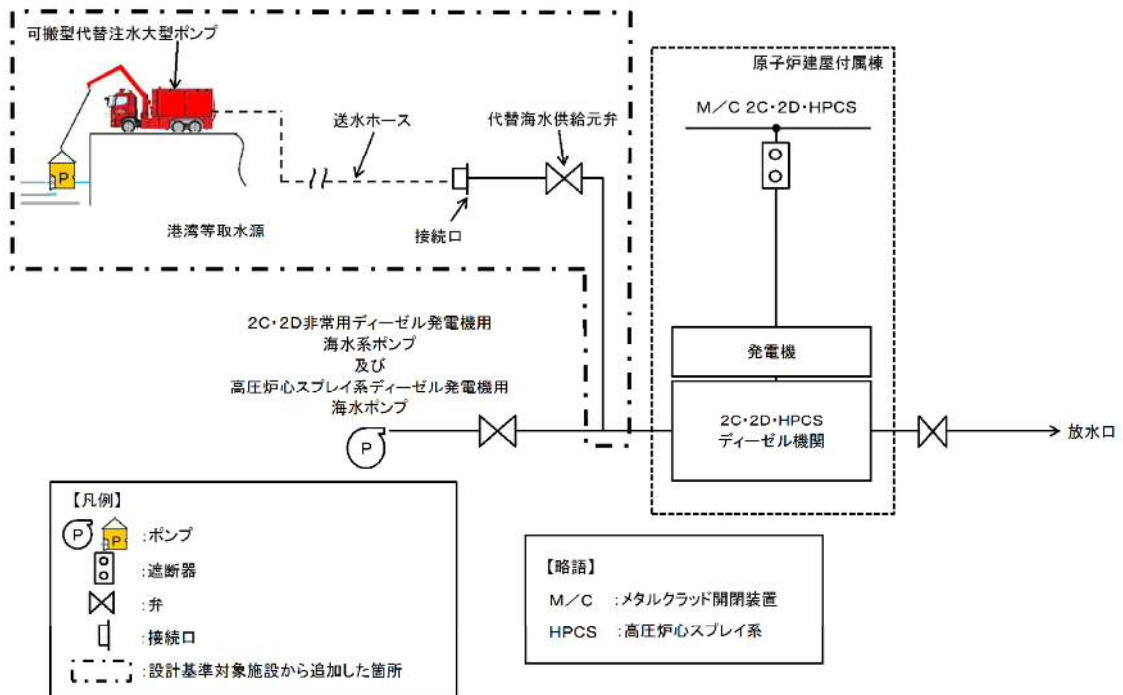 可搬型代替注水大型ポンプ
P
港湾等取水源
送水ホース
接続口
代替海水供給元弁
原子炉建屋付属棟
M/C 2C・2D・HPCS
発電機
2C・2D・HPCS
ディーゼル機関
放水口
2C・2D非常用ディーゼル発電機用
海水系ポンプ
及び
高圧炉心スプレイ系ディーゼル発電機用
海水ポンプ
P
【凡例】
P P :ポンプ
:遮断器
:弁
:接続口
:設計基準対象施設から追加した箇所
【略語】
M/C :メタルクラッド開閉装置
HPCS :高圧炉心スプレイ系